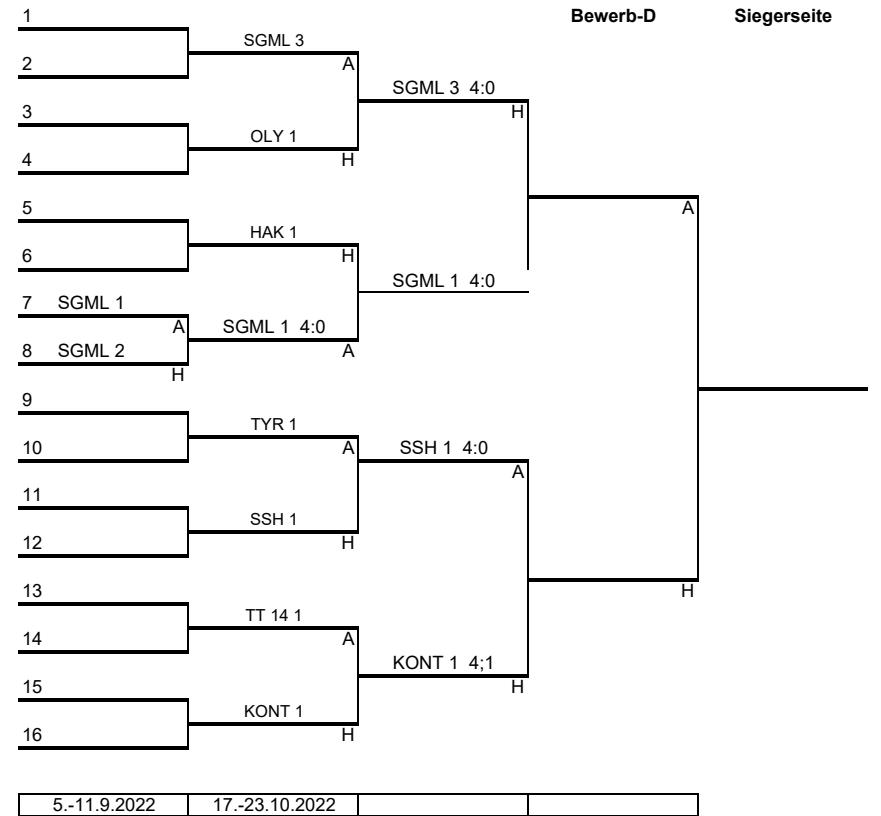 1 Bewerb-D Siegerseite
SGML 3
2 A
SGML 3 4:0
3 H
OLY 1
4 H
5 A
HAK 1
6 H
SGML 1 4:0
7 SGML 1
A SGML 1 4:0
8 SGML 2 A
H
9
TYR 1
10 A SSH 1 4:0
A
11
SSH 1
12 H
13 H
TT 14 1
14 A
KONT 1 4;1
15 H
KONT 1
16 H
5.-11.9.2022 17.-23.10.2022